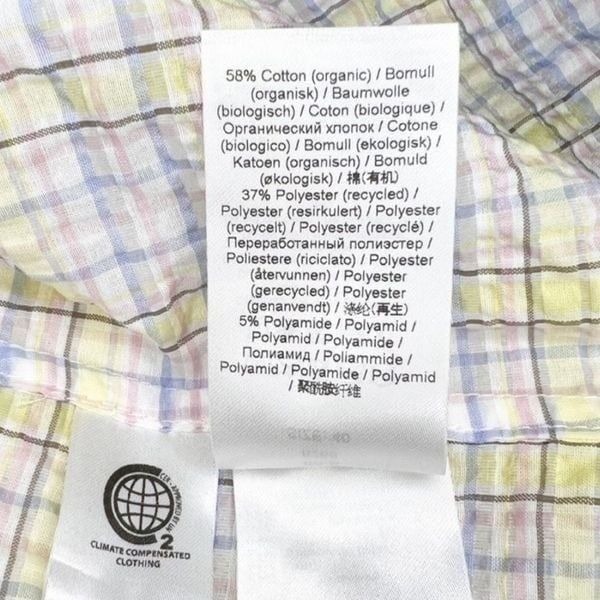 58% Cotton (organic) / Bomull
(organisk) / Baumwolle
(biologisch) / Coton (biologique) /
Органический хлопок / Cotone
(biologico) / Bomull (ekologisk) /
Katoen (organisch) / Bomuld
(økologisk) / 棉(有机)
37% Polyester (recycled) /
Polyester (resirkulert) / Polyester
(recycelt) / Polyester (recyclé) /
Переработанный полиэстер /
Poliestere (riciclato) / Polyester
(återvunnen) / Polyester
(gerecycled) / Polyester
(genanvendt) / 涤纶 (再生)
5% Polyamide / Polyamid /
Polyamid / Polyamide /
Полиамид / Poliammide /
Polyamid / Polyamide / Polyamid
/ 聚酰胺纤维
2
CLIMATE COMPENSATED
CLOTHING